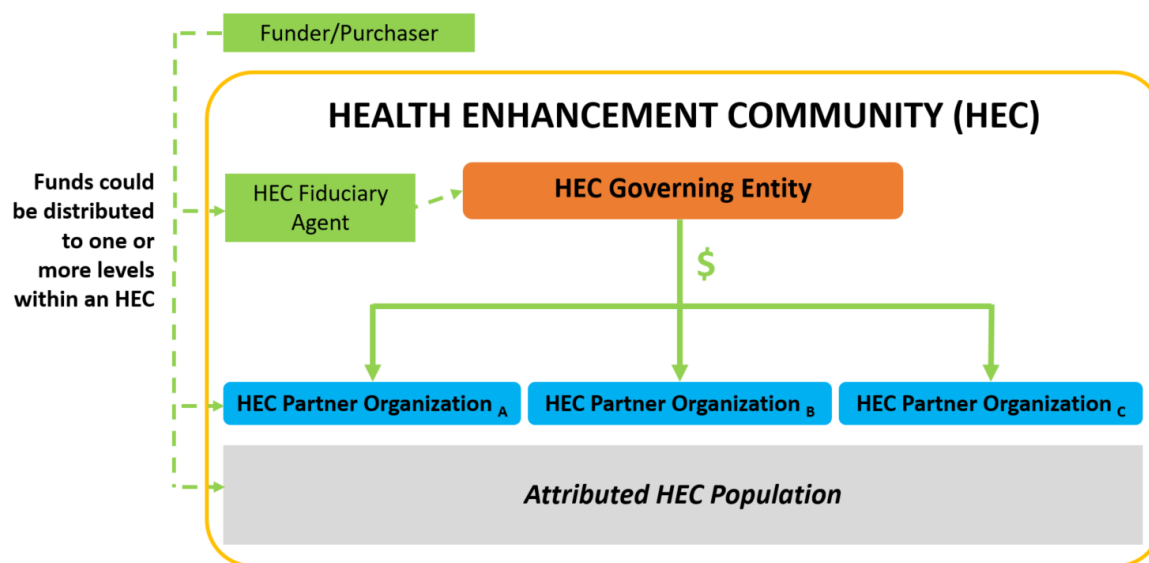 Funder/Purchaser
HEALTH ENHANCEMENT COMMUNITY (HEC)
Funds could
be distributed
to one or
more levels
within an HEC
HEC Fiduciary
Agent
HEC Governing Entity
$
HEC Partner Organization A
HEC Partner Organization B
HEC Partner Organization C
Attributed HEC Population